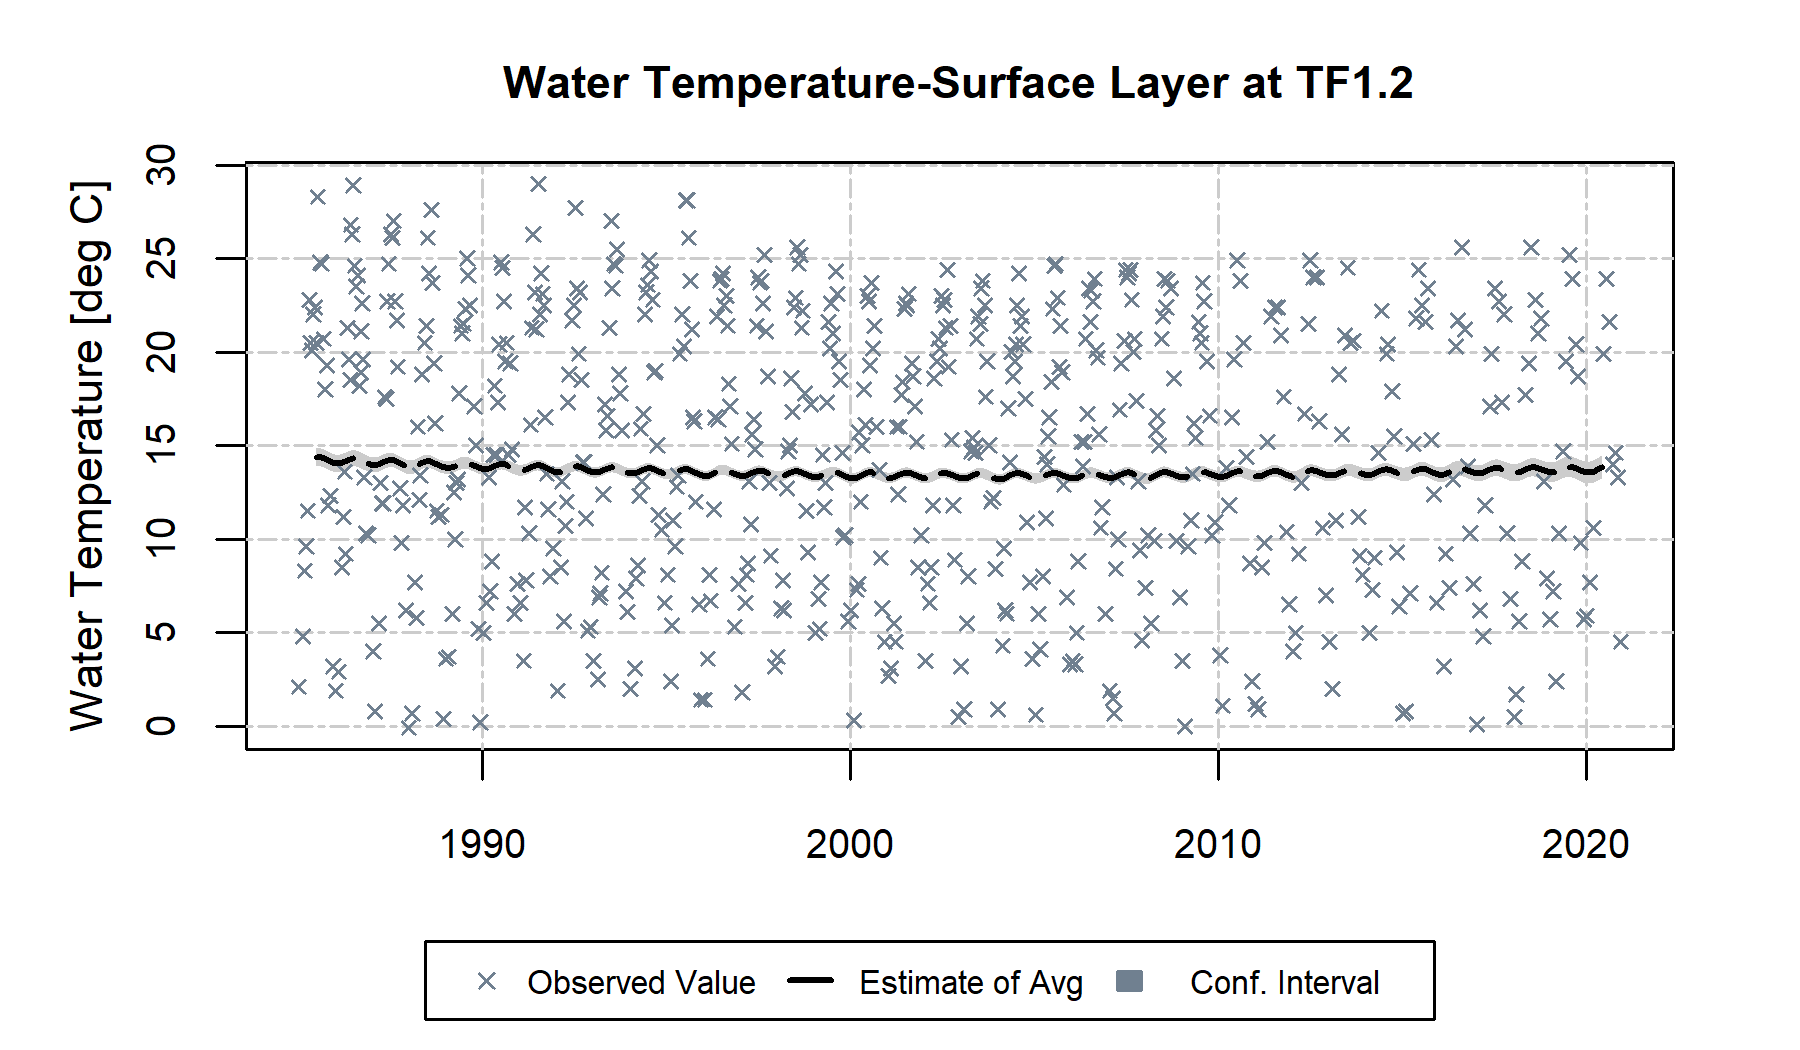 Water Temperature-Surface Layer at TF1.2
Water Temperature [deg C]
30
25
20
15
10
5
0
1990 2000 2010 2020
Observed Value Estimate of Avg Conf. Interval